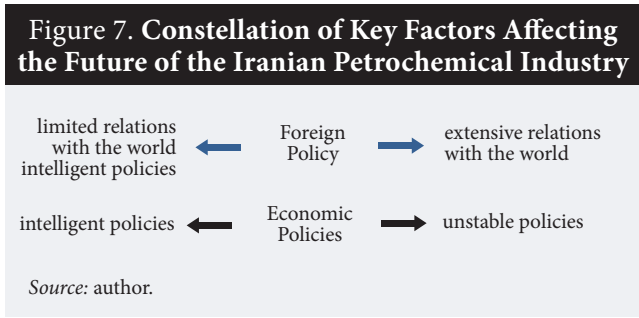 Figure 7. Constellation of Key Factors Affecting
the Future of the Iranian Petrochemical Industry
limited relations
with the world
intelligent policies
Foreign
Policy
extensive relations
with the world
intelligent policies
Economic
Policies
unstable policies
Source: author.